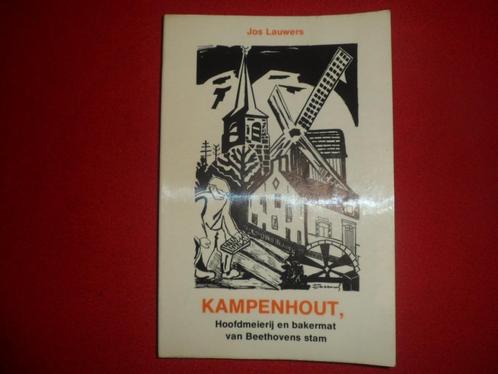 Jos Lauwers
KAMPENHOUT,
Hoofdmeierij en bakermat
van Beethovens stam